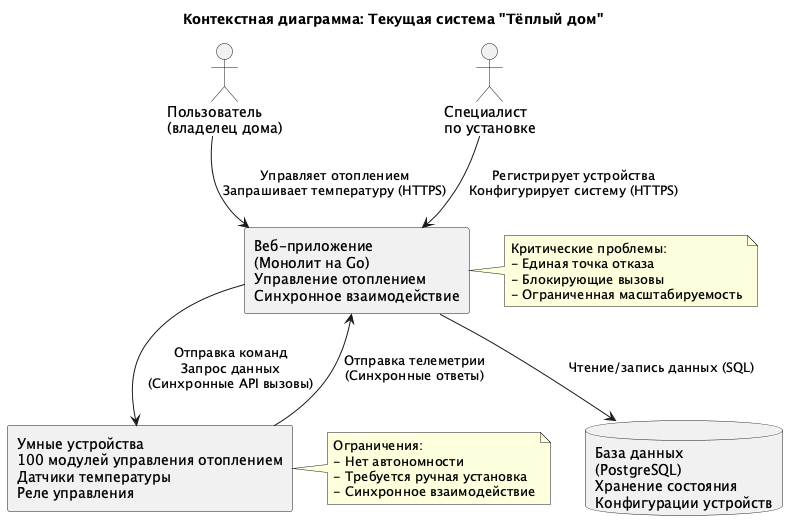 Контекстная диаграмма: Текущая система "Тёплый дом"
Пользователь
(владелец дома)
Специалист
по установке
Управляет отоплением
Запрашивает температуру (HTTPS)
Регистрирует устройства
Конфигурирует систему (HTTPS)
Веб-приложение
(Монолит на Go)
Управление отоплением
Синхронное взаимодействие
Критические проблемы:
- Единая точка отказа
- Блокирующие вызовы
- Ограниченная масштабируемость
Отправка команд
Запрос данных
(Синхронные API вызовы)
Отправка телеметрии
(Синхронные ответы)
Чтение/запись данных (SQL)
Умные устройства
100 модулей управления отоплением
Датчики температуры
Реле управления
Ограничения:
- Нет автономности
- Требуется ручная установка
- Синхронное взаимодействие
База данных
(PostgreSQL)
Хранение состояния
Конфигурации устройств